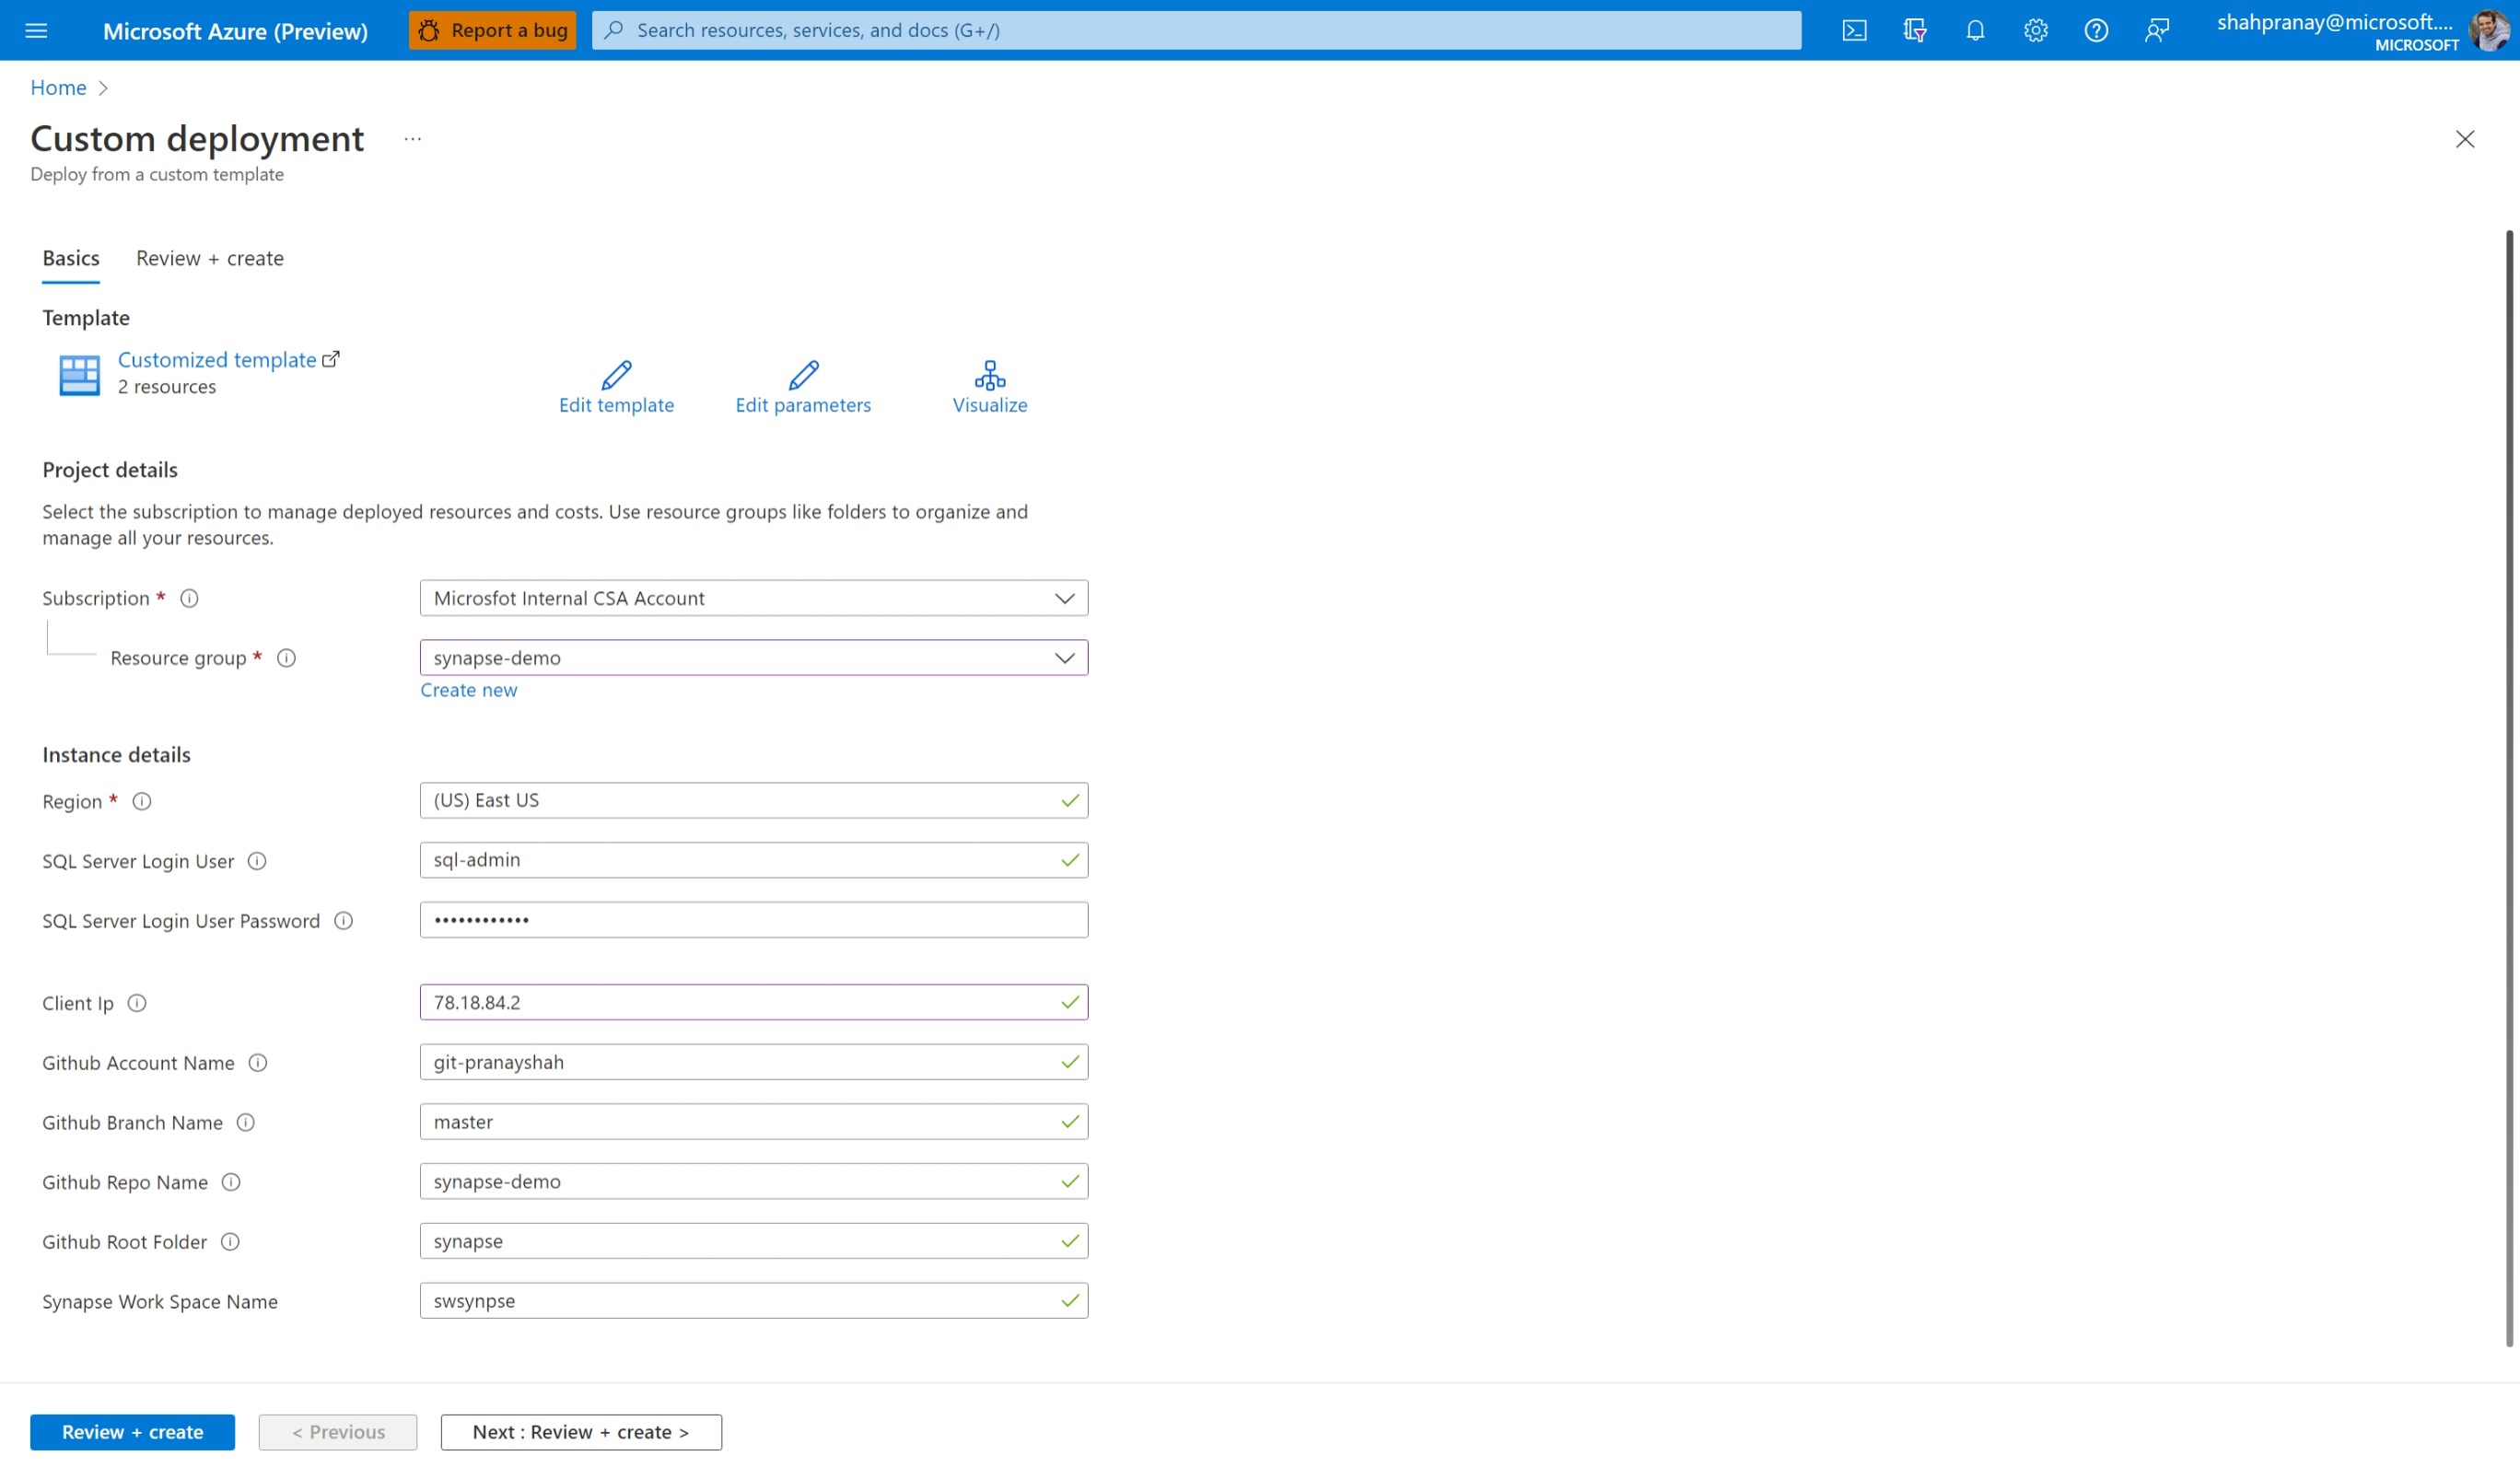 Microsoft Azure (Preview)
Report a bug
Search resources, services, and docs (G+/)
shahpranay@microsoft....
MICROSOFT
Home >
Custom deployment ...
Deploy from a custom template
Basics
Review + create
Template
Customized template
2 resources
Edit template
Edit parameters
Visualize
Project details
Select the subscription to manage deployed resources and costs. Use resource groups like folders to organize and
manage all your resources.
Subscription * Microsfot Internal CSA Account
Resource group * synapse-demo
Create new
Instance details
Region * (US) East US
SQL Server Login User sql-admin
SQL Server Login User Password ••••••••••••
Client Ip 78.18.84.2
Github Account Name git-pranayshah
Github Branch Name master
Github Repo Name synapse-demo
Github Root Folder synapse
Synapse Work Space Name swsynpse
Review + create
< Previous
Next : Review + create >